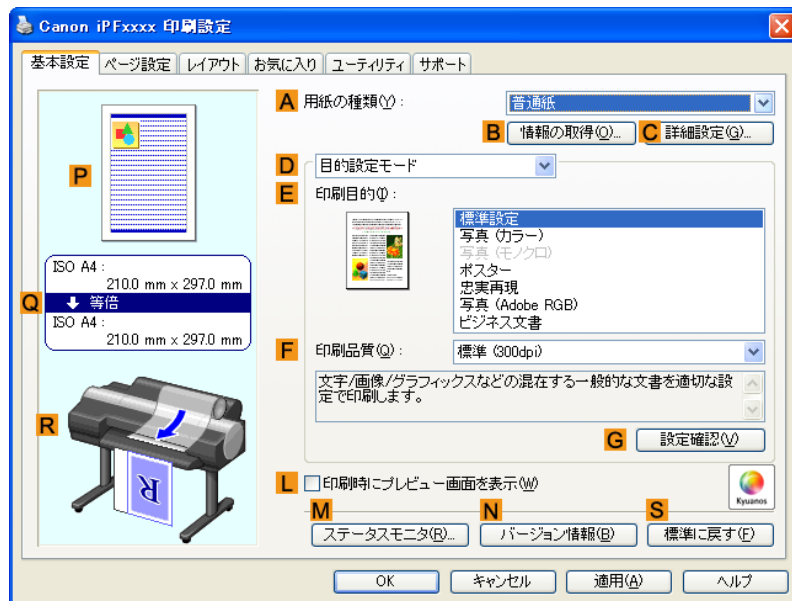 Canon iPFxxxx 印刷設定
基本設定 ページ設定 レイアウト お気に入り ユーティリティ サポート
A 用紙の種類(Y): 普通紙
B 情報の取得(O)... C 詳細設定(G)...
D 目的設定モード
E 印刷目的(I):
標準設定
写真 (カラー)
写真 (モノクロ)
ポスター
忠実再現
写真 (Adobe RGB)
ビジネス文書
F 印刷品質(Q): 標準 (300dpi)
文字/画像/グラフィックスなどの混在する一般的な文書を適切な設
定で印刷します。
G 設定確認(V)
P
Q
ISO A4 :
210.0 mm x 297.0 mm
等倍
ISO A4 :
210.0 mm x 297.0 mm
R
R
L 印刷時にプレビュー画面を表示(W)
Kyuanos
M ステータスモニタ(R)... N バージョン情報(B) S 標準に戻す(F)
OK キャンセル 適用(A) ヘルプ